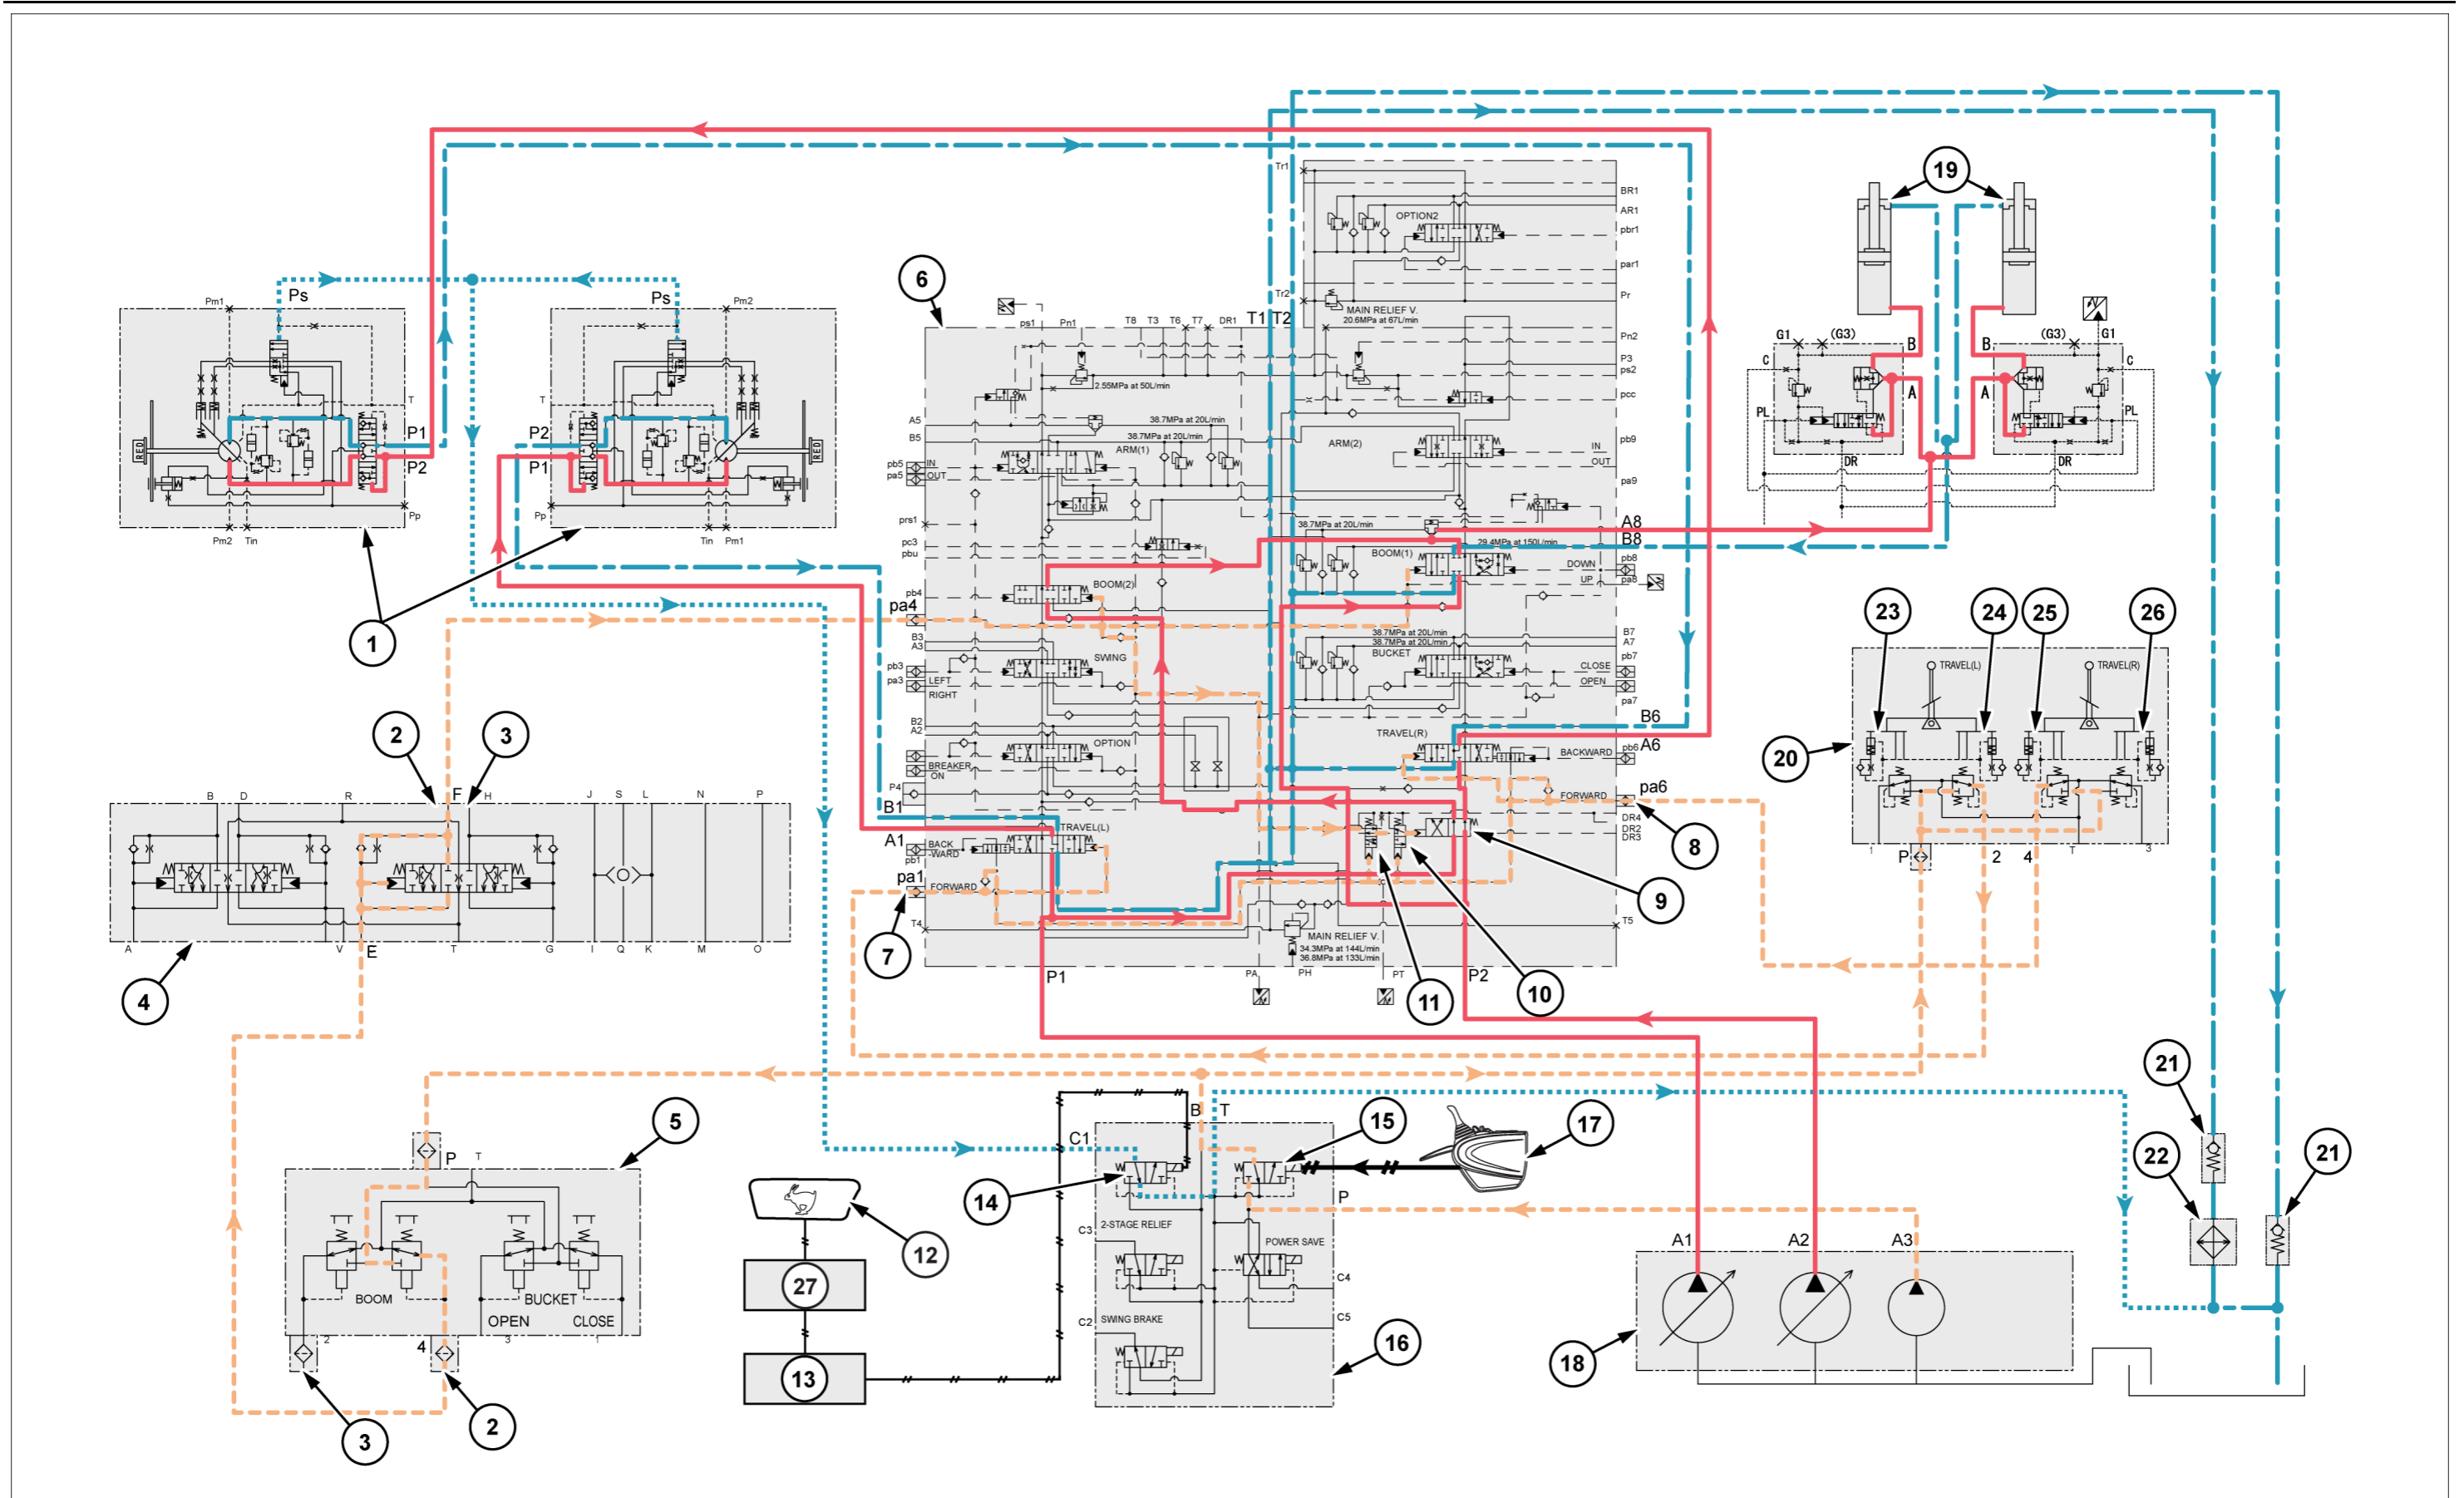 Tr1
BR1
AR1
OPTION2
pbr1
par1
Tr2
Pr
MAIN RELIEF V.
20.6MPa at 67L/min
19
6
Ps
Ps
Pm1
Pm2
ps1
Pn1
T8
T3
T6
T7
DR1
T1
T2
Pn2
P3
ps2
pcc
2.55MPa at 50L/min
G1
(G3)
B
B
(G3)
G1
C
C
A
A
PL
PL
DR
DR
T
T
P1
P2
P2
P1
RED
RED
Pp
Pp
Pm2
Tin
Tin
Pm1
1
A5
B5
38.7MPa at 20L/min
38.7MPa at 20L/min
ARM(1)
ARM(2)
pb9
IN
OUT
pa9
pb5
IN
pa5
OUT
prs1
pc3
pbu
38.7MPa at 20L/min
A8
B8
29.4MPa at 150L/min
BOOM(1)
pb8
DOWN
UP
pa8
BOOM(2)
pb4
pa4
B3
A3
38.7MPa at 20L/min
38.7MPa at 20L/min
B7
A7
SWING
BUCKET
pb7
pb3
LEFT
pa3
RIGHT
CLOSE
OPEN
pa7
B2
A2
OPTION
B6
TRAVEL(R)
pb6
A6
BACKWARD
BREAKER
ON
P4
B1
FORWARD
pa6
TRAVEL(L)
DR4
DR2
DR3
A1
BACK
-WARD
pb1
pa1
FORWARD
T4
T5
MAIN RELIEF V.
34.3MPa at 144L/min
36.8MPa at 133L/min
P1
PA
PH
PT
P2
7
8
9
10
11
23
24
25
26
TRAVEL(L)
TRAVEL(R)
20
1
P
2
4
T
3
2
3
B
D
R
F
H
J
S
L
N
P
A
V
E
T
G
I
Q
K
M
O
4
5
P
T
BOOM
BUCKET
OPEN
CLOSE
2
4
3
1
3
2
12
27
13
B
T
C1
15
17
14
P
C3
2-STAGE RELIEF
POWER SAVE
C4
C2
SWING BRAKE
C5
16
A1
A2
A3
18
21
22
21